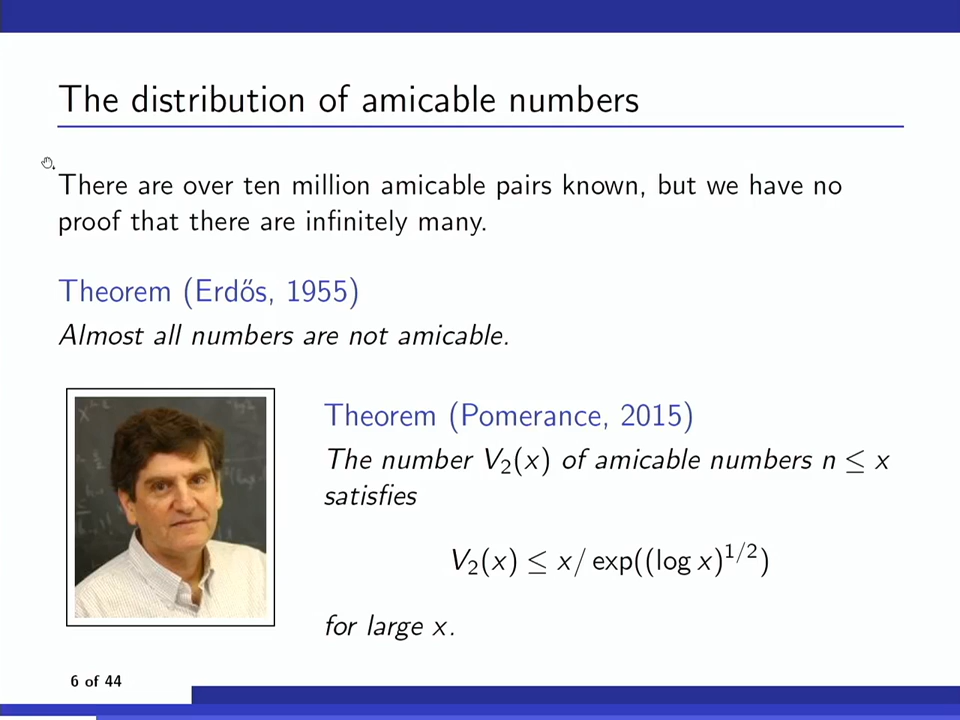 The distribution of amicable numbers
There are over ten million amicable pairs known, but we have no
proof that there are infinitely many.
Theorem (Erdős, 1955)
Almost all numbers are not amicable.
Theorem (Pomerance, 2015)
The number V₂(x) of amicable numbers n ≤ x
satisfies
V₂(x) ≤ x/ exp((log x)^{1/2})
for large x.
6 of 44